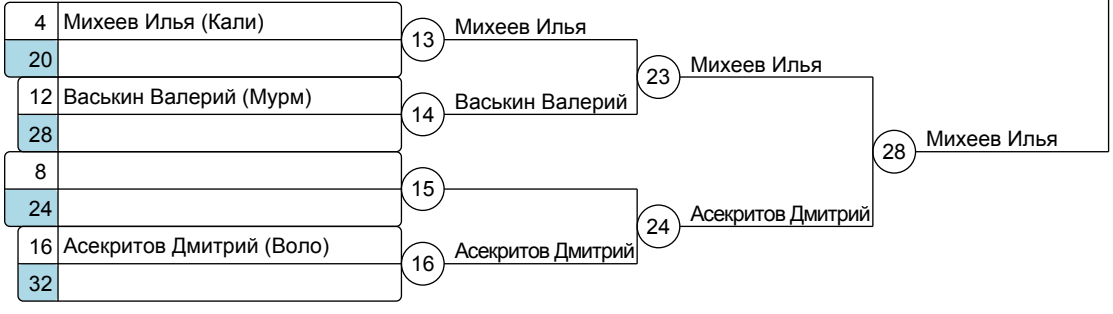 4 Михеев Илья (Кали)
13 Михеев Илья
20
23 Михеев Илья
12 Васькин Валерий (Мурм)
14 Васькин Валерий
28
28 Михеев Илья
8
15
24
24 Асекритов Дмитрий
16 Асекритов Дмитрий (Воло)
16 Асекритов Дмитрий
32